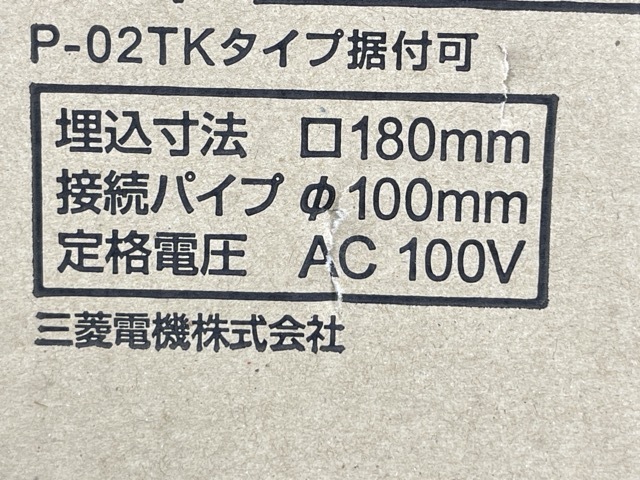 P-02TKタイプ据付可
埋込寸法 □180mm
接続パイプ φ100mm
定格電圧 AC 100V
三菱電機株式会社